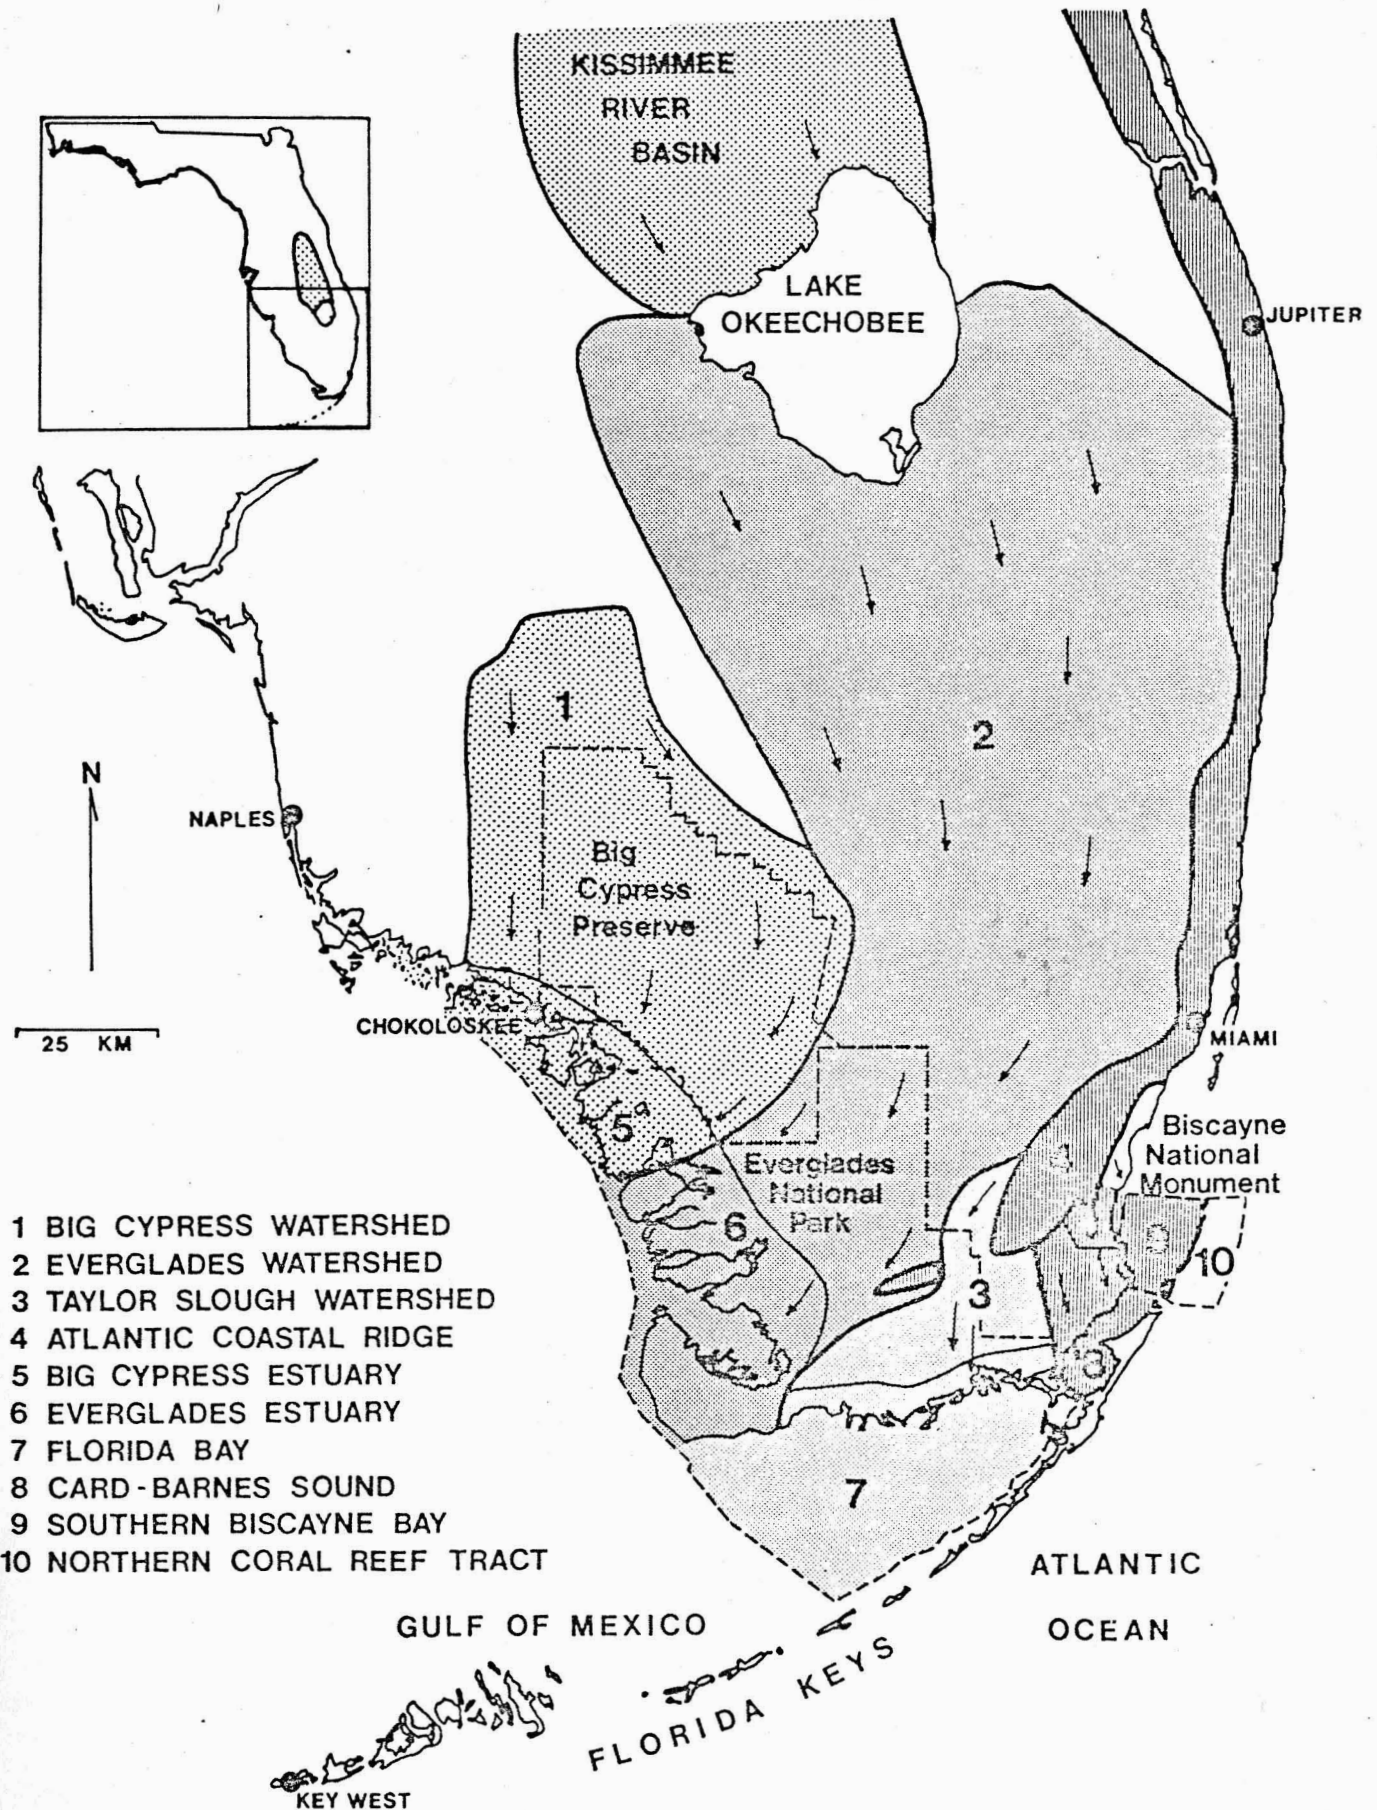 KISSIMMEE
RIVER
BASIN
LAKE
OKEECHOBEE
JUPITER
1
2
N
NAPLES
Big
Cypress
Preserve
25 KM
CHOKOLOSKEE
MIAMI
5
4
Biscayne
National
Monument
Everglades
National
Park
6
9
10
3
8
7
1 BIG CYPRESS WATERSHED
2 EVERGLADES WATERSHED
3 TAYLOR SLOUGH WATERSHED
4 ATLANTIC COASTAL RIDGE
5 BIG CYPRESS ESTUARY
6 EVERGLADES ESTUARY
7 FLORIDA BAY
8 CARD-BARNES SOUND
9 SOUTHERN BISCAYNE BAY
10 NORTHERN CORAL REEF TRACT
ATLANTIC
OCEAN
GULF OF MEXICO
FLORIDA KEYS
KEY WEST